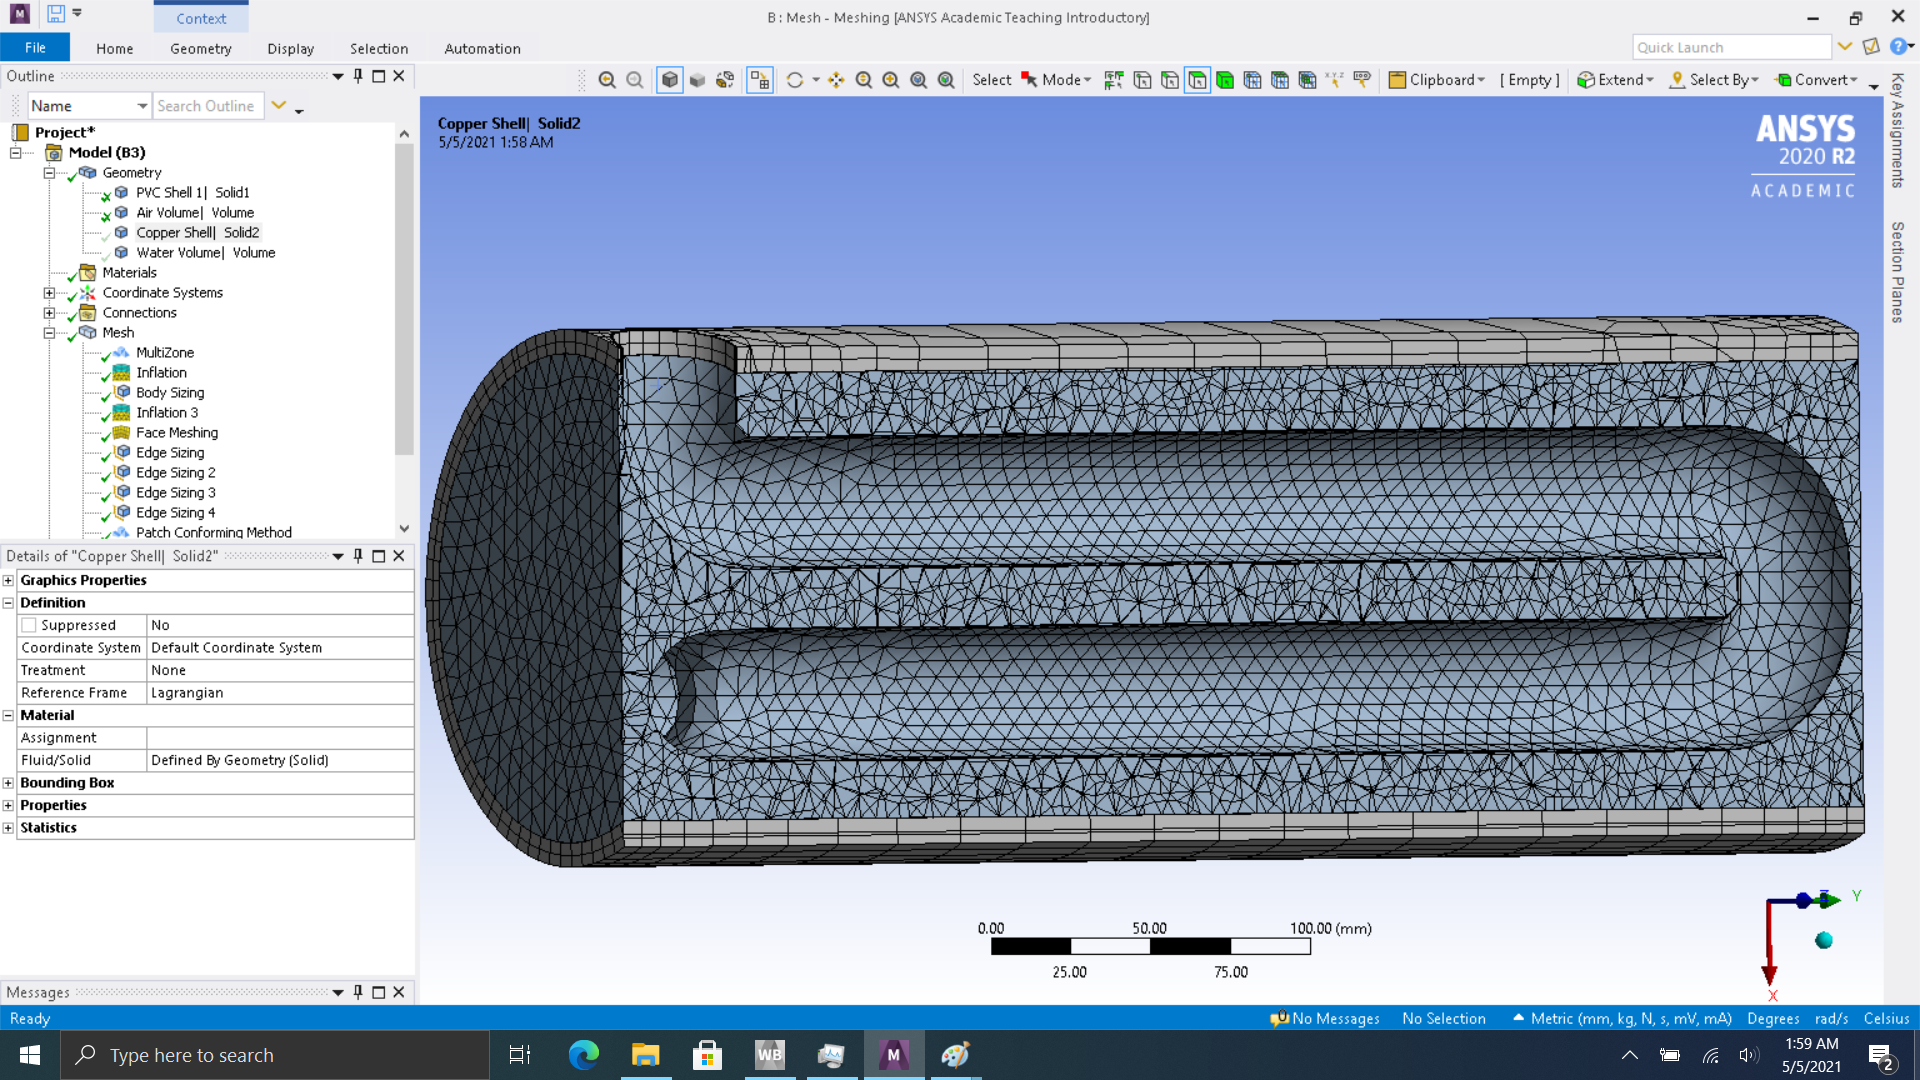 Context
B : Mesh - Meshing [ANSYS Academic Teaching Introductory]
File
Home
Geometry
Display
Selection
Automation
Quick Launch
Outline
Select
Mode
Clipboard
[ Empty ]
Extend
Select By
Convert
Name
Search Outline
Project*
Model (B3)
Geometry
PVC Shell 1| Solid1
Air Volume| Volume
Copper Shell| Solid2
Water Volume| Volume
Materials
Coordinate Systems
Connections
Mesh
MultiZone
Inflation
Body Sizing
Inflation 3
Face Meshing
Edge Sizing
Edge Sizing 2
Edge Sizing 3
Edge Sizing 4
Patch Conforming Method
Details of "Copper Shell| Solid2"
Graphics Properties
Definition
Suppressed No
Coordinate System Default Coordinate System
Treatment None
Reference Frame Lagrangian
Material
Assignment
Fluid/Solid Defined By Geometry (Solid)
Bounding Box
Properties
Statistics
Messages
Copper Shell| Solid2
5/5/2021 1:58 AM
ANSYS
2020 R2
ACADEMIC
Key Assignments
Section Planes
0.00 50.00 100.00 (mm)
25.00 75.00
Z
Y
X
Ready
0 No Messages
No Selection
Metric (mm, kg, N, s, mV, mA)
Degrees
rad/s
Celsius
Type here to search
WB
M
1:59 AM
5/5/2021
2